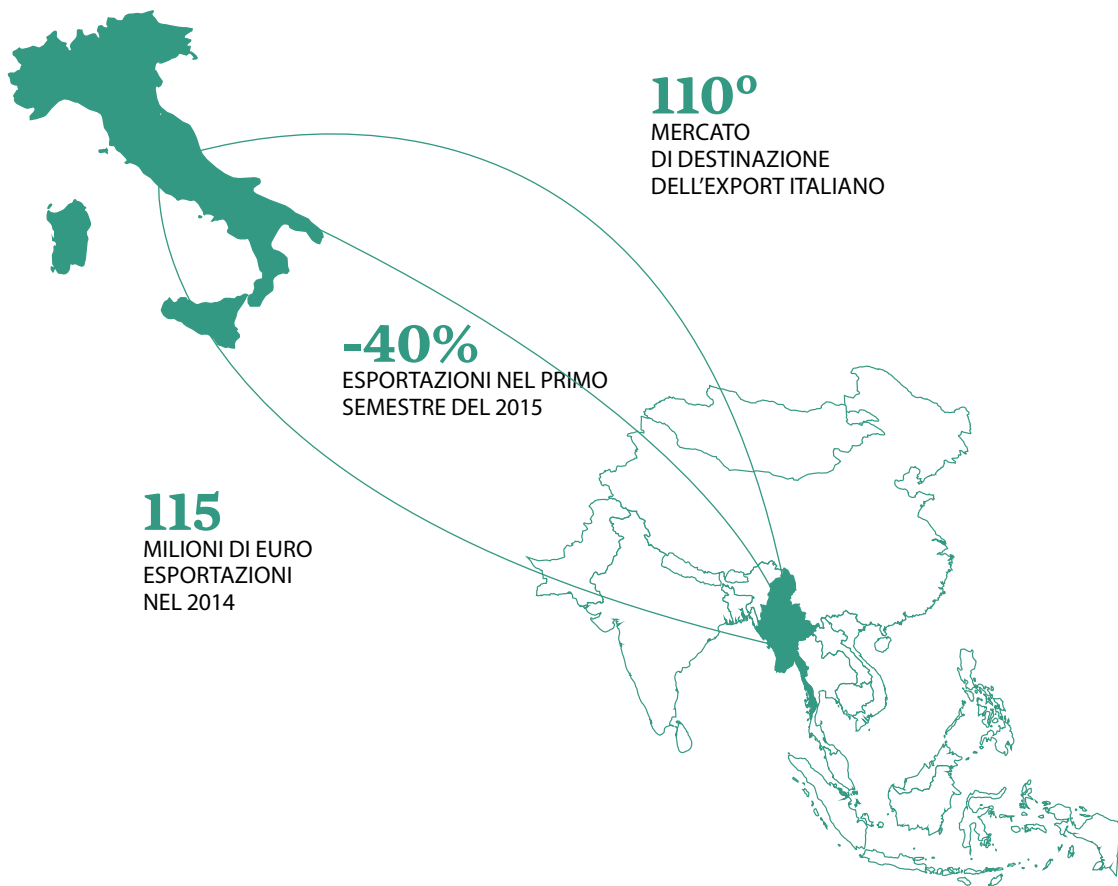 110º
MERCATO
DI DESTINAZIONE
DELL'EXPORT ITALIANO
-40%
ESPORTAZIONI NEL PRIMO
SEMESTRE DEL 2015
115
MILIONI DI EURO
ESPORTAZIONI
NEL 2014